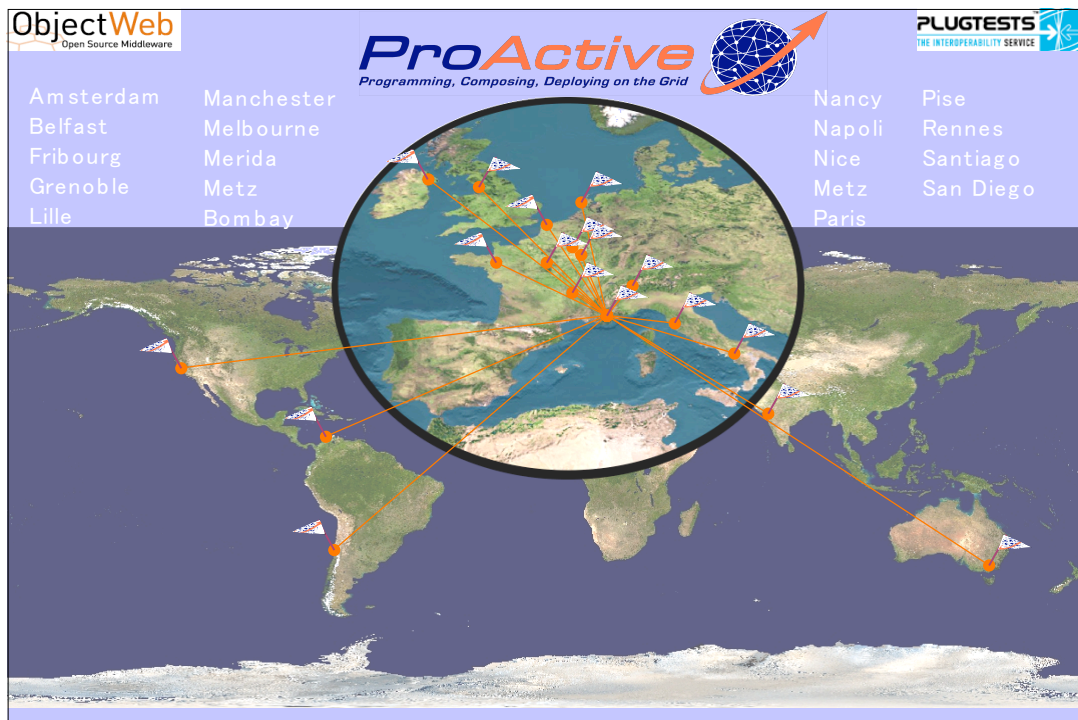 ObjectWeb
Open Source Middleware
ProActive
Programming, Composing, Deploying on the Grid
PLUGTESTS
THE INTEROPERABILITY SERVICE
Amsterdam
Belfast
Fribourg
Grenoble
Lille
Manchester
Melbourne
Merida
Metz
Bombay
Nancy
Napoli
Nice
Metz
Paris
Pise
Rennes
Santiago
San Diego